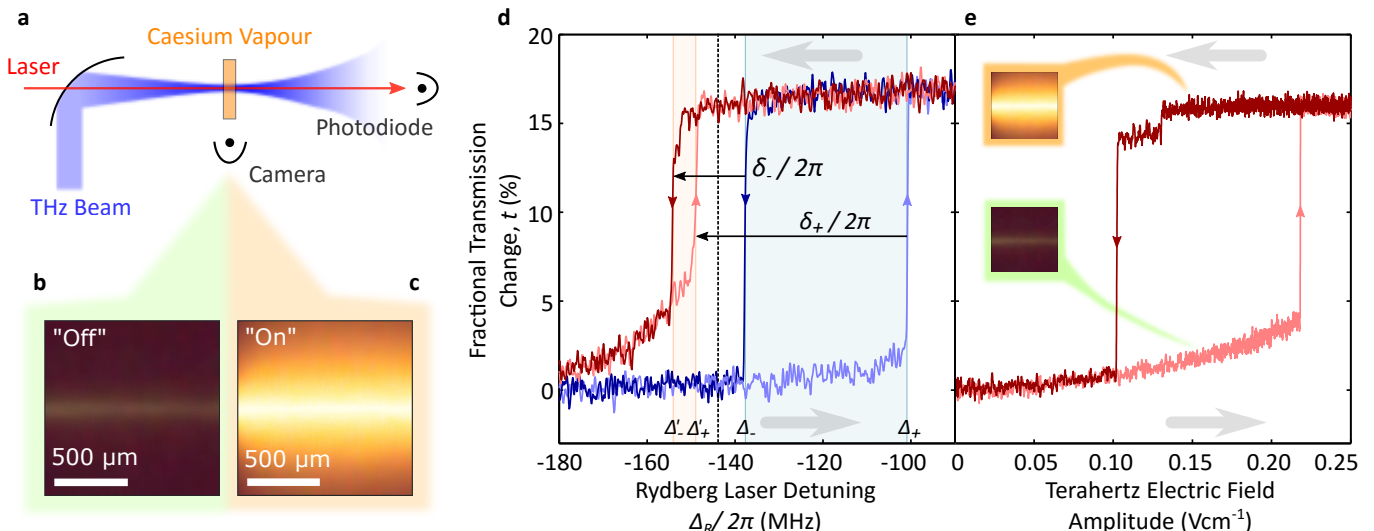 a
Caesium Vapour
Laser
Photodiode
Camera
THz Beam
b
c
"Off"
"On"
500 µm
500 µm
d
Fractional Transmission
Change, t (%)
20
15
10
5
0
δ₋ / 2π
δ₊ / 2π
Δ'₋
Δ'₊
Δ₋
Δ₊
-180
-160
-140
-120
-100
Rydberg Laser Detuning
Δ_R / 2π (MHz)
e
0
0.05
0.10
0.15
0.20
0.25
Terahertz Electric Field
Amplitude (Vcm⁻¹)